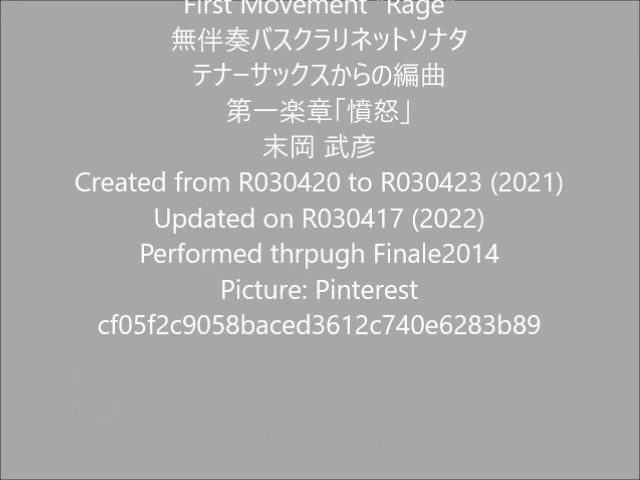 First Movement "Rage"
無伴奏バスクラリネットソナタ
テナーサックスからの編曲
第一楽章「憤怒」
末岡 武彦
Created from R030420 to R030423 (2021)
Updated on R030417 (2022)
Performed thrpugh Finale2014
Picture: Pinterest
cf05f2c9058baced3612c740e6283b89